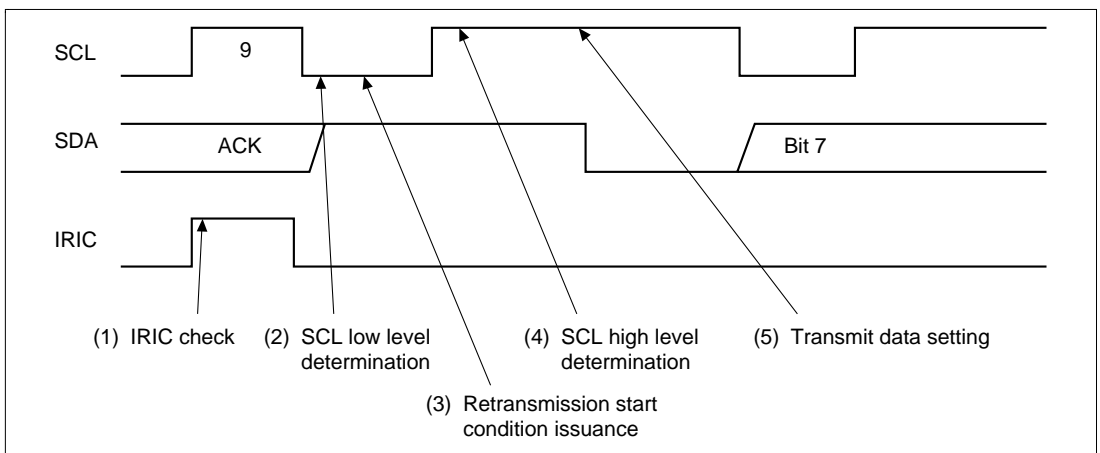 SCL
9
SDA
ACK
Bit 7
IRIC
(1) IRIC check
(2) SCL low level
determination
(4) SCL high level
determination
(5) Transmit data setting
(3) Retransmission start
condition issuance